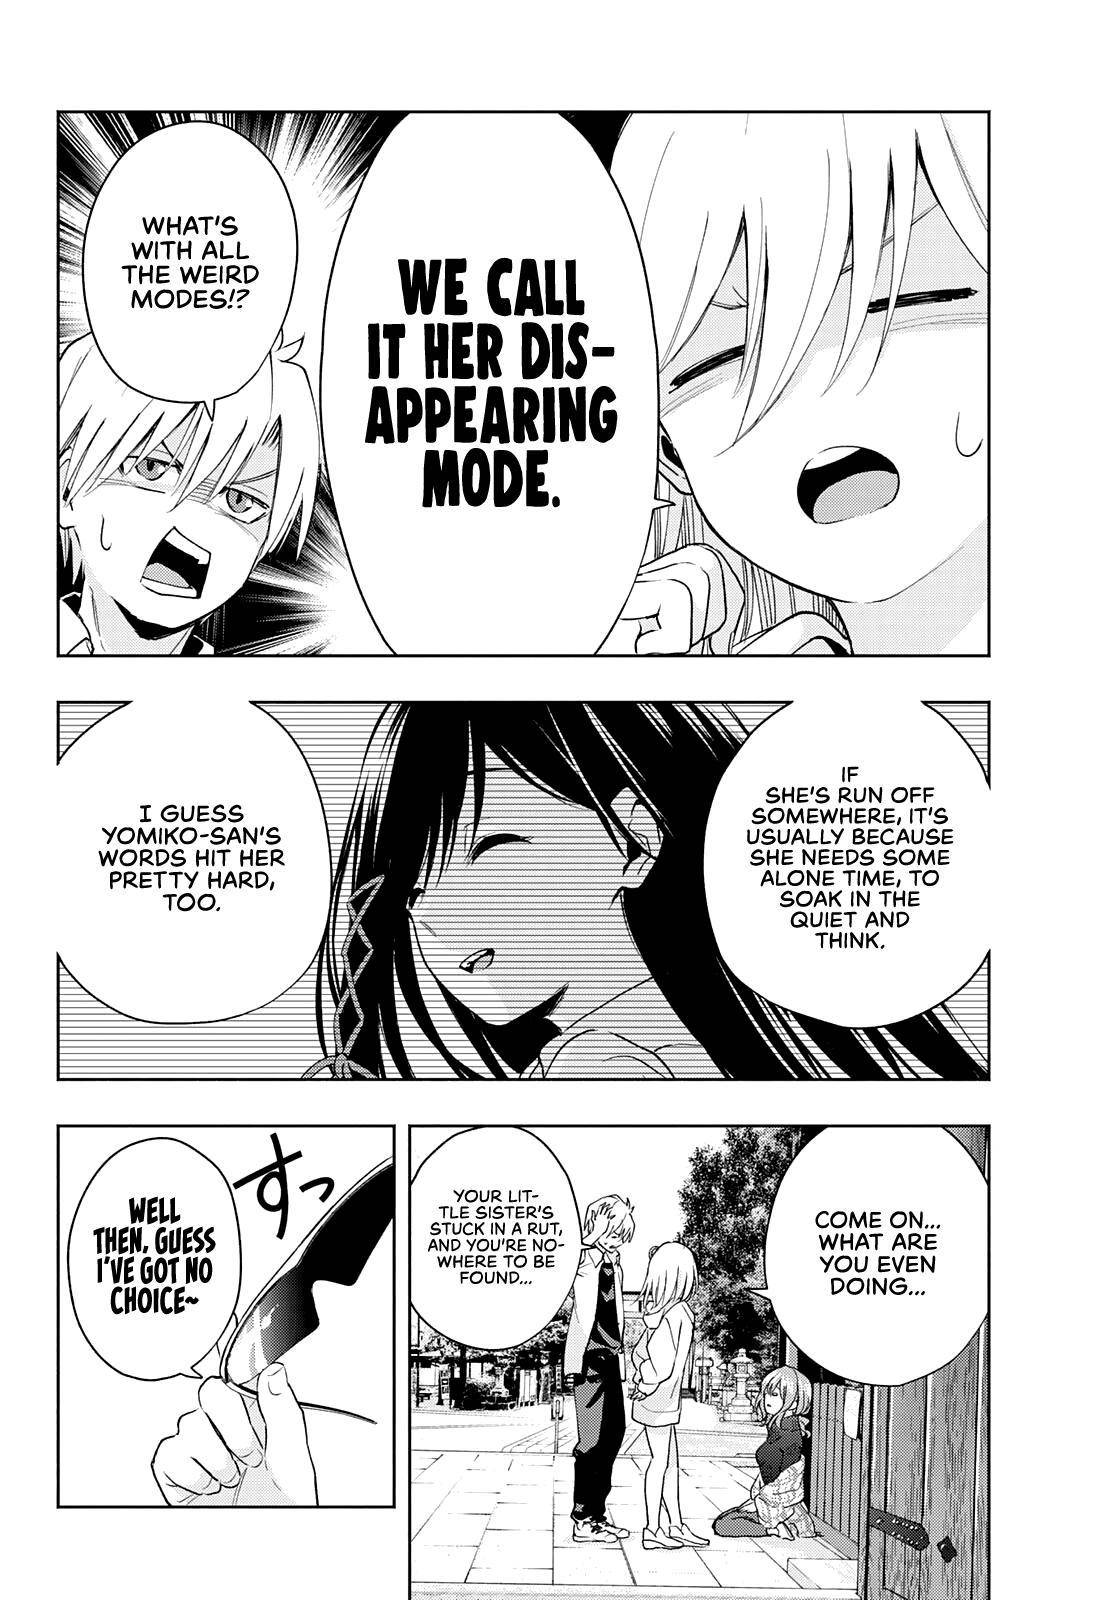 WE CALL
IT HER DIS-
APPEARING
MODE.
WHAT'S
WITH ALL
THE WEIRD
MODES!?
IF
SHE'S RUN OFF
SOMEWHERE, IT'S
USUALLY BECAUSE
SHE NEEDS SOME
ALONE TIME, TO
SOAK IN THE
QUIET AND
THINK.
I GUESS
YOMIKO-SAN'S
WORDS HIT HER
PRETTY HARD,
TOO.
COME ON...
WHAT ARE
YOU EVEN
DOING...
YOUR LIT-
TLE SISTER'S
STUCK IN A RUT,
AND YOU'RE NO-
WHERE TO BE
FOUND...
すっ
WELL
THEN, GUESS
I'VE GOT NO
CHOICE~